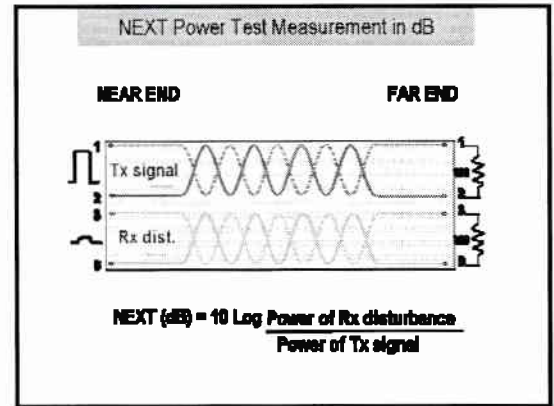 NEXT Power Test Measurement in dB
NEAR END FAR END
1 1
Tx signal
2 2
3 3
Rx dist.
6
NEXT (dB) = 10 Log Power of Rx disturbance
Power of Tx signal